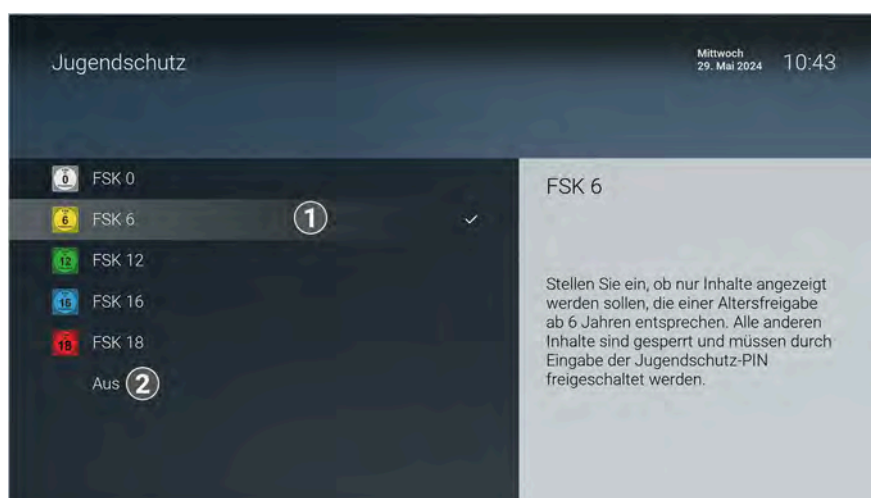 Jugendschutz
Mittwoch
29. Mai 2024 10:43
0 FSK 0
6 FSK 6 1
12 FSK 12
16 FSK 16
18 FSK 18
Aus 2
FSK 6
Stellen Sie ein, ob nur Inhalte angezeigt
werden sollen, die einer Altersfreigabe
ab 6 Jahren entsprechen. Alle anderen
Inhalte sind gesperrt und müssen durch
Eingabe der Jugendschutz-PIN
freigeschaltet werden.